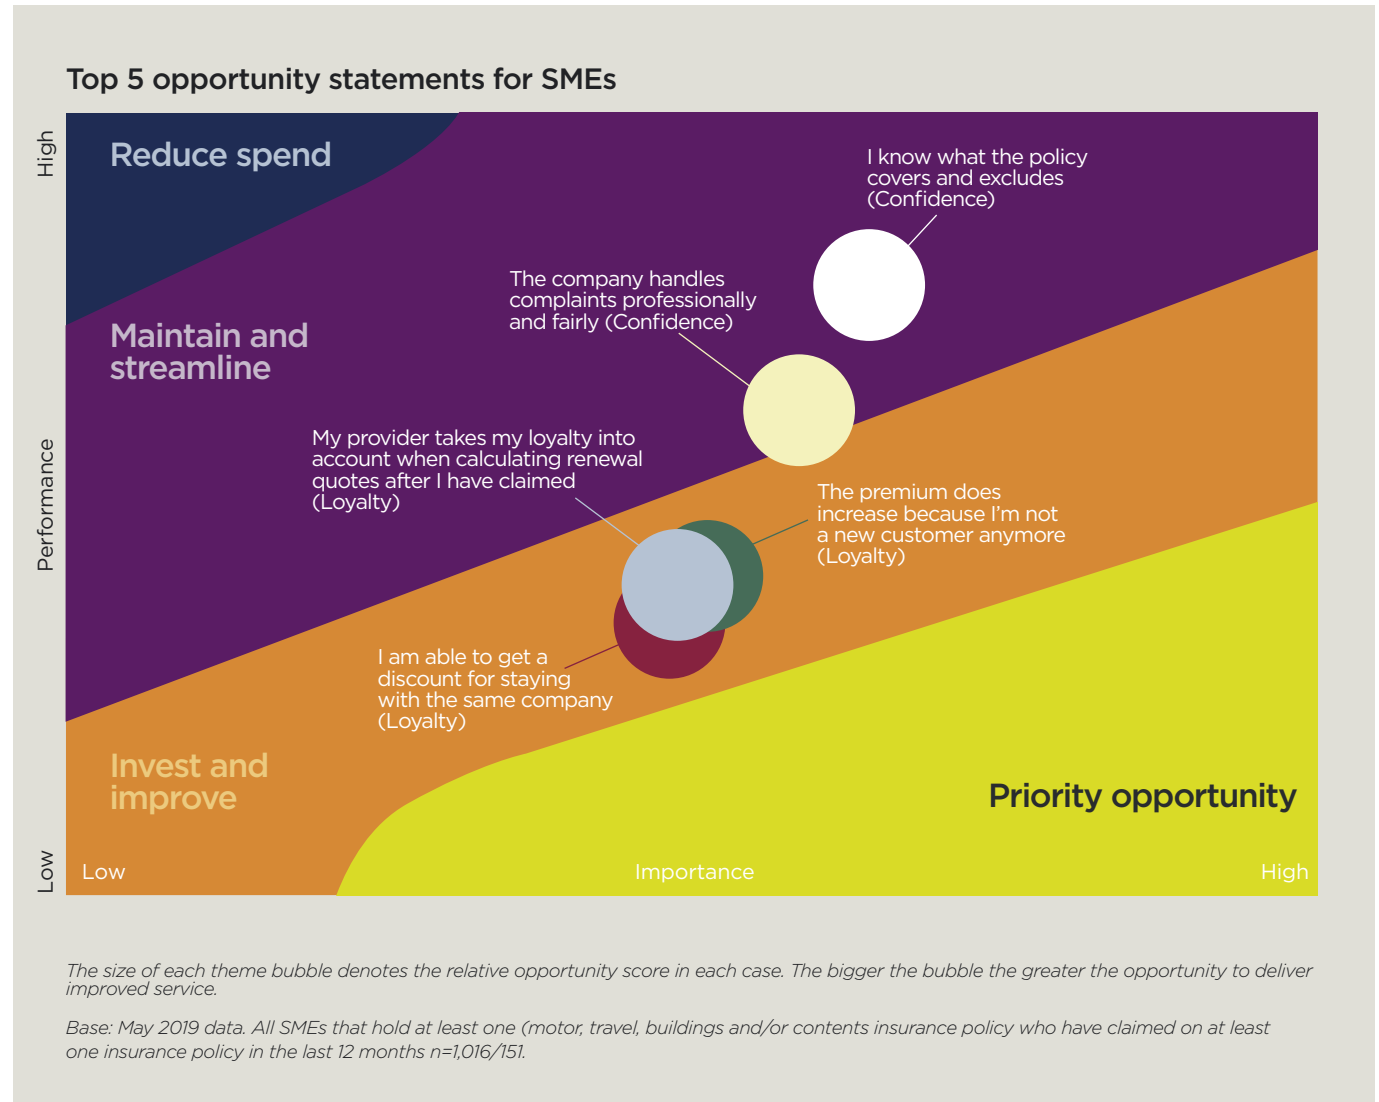 Top 5 opportunity statements for SMEs
High
Reduce spend
I know what the policy
covers and excludes
(Confidence)
The company handles
complaints professionally
and fairly (Confidence)
Maintain and
streamline
My provider takes my loyalty into
account when calculating renewal
quotes after I have claimed
(Loyalty)
Performance
The premium does
increase because I'm not
a new customer anymore
(Loyalty)
I am able to get a
discount for staying
with the same company
(Loyalty)
Invest and
improve
Priority opportunity
Low
Low
Importance
High
The size of each theme bubble denotes the relative opportunity score in each case. The bigger the bubble the greater the opportunity to deliver
improved service.
Base: May 2019 data. All SMEs that hold at least one (motor, travel, buildings and/or contents insurance policy who have claimed on at least
one insurance policy in the last 12 months n=1,016/151.